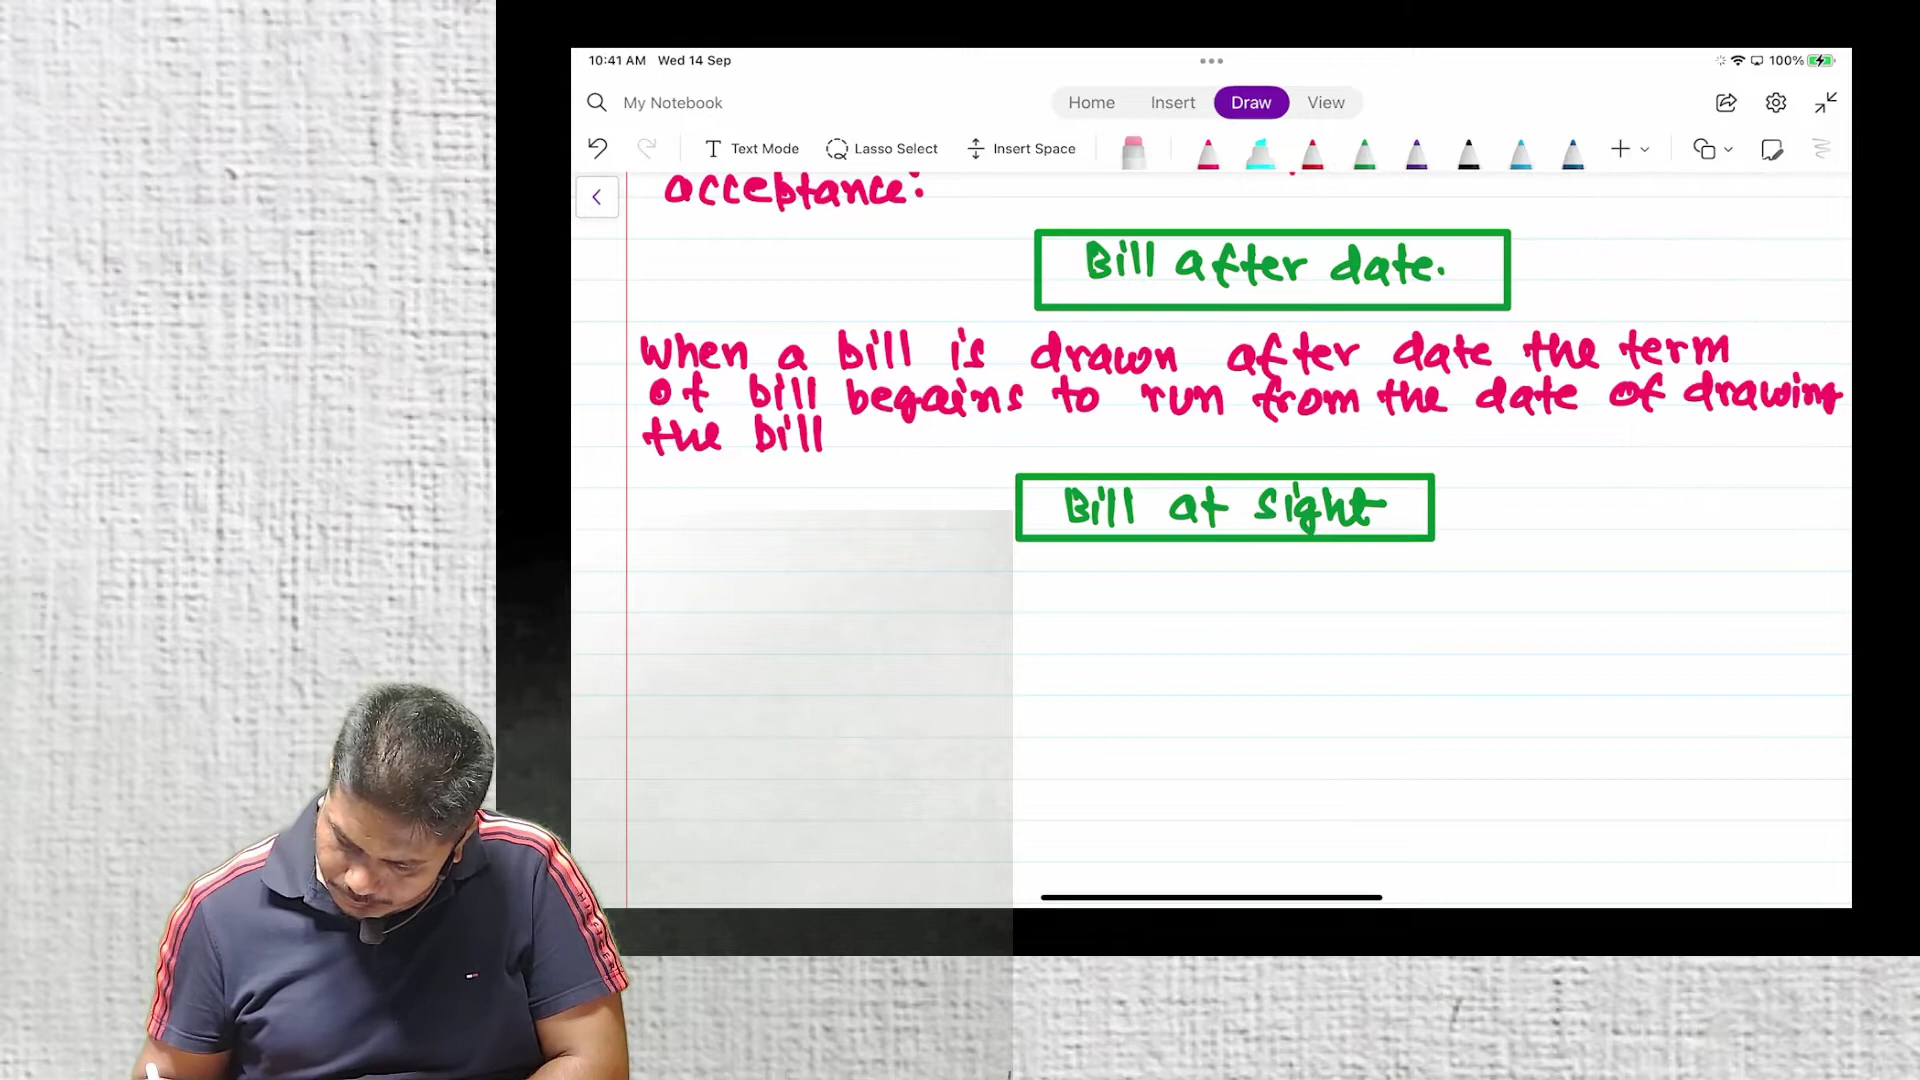 10:41 AM Wed 14 Sep
100%
My Notebook
Home Insert Draw View
Text Mode Lasso Select Insert Space
acceptance:
Bill after date.
When a bill is drawn after date the term
of bill begains to run from the date of drawing
the bill
Bill at sight